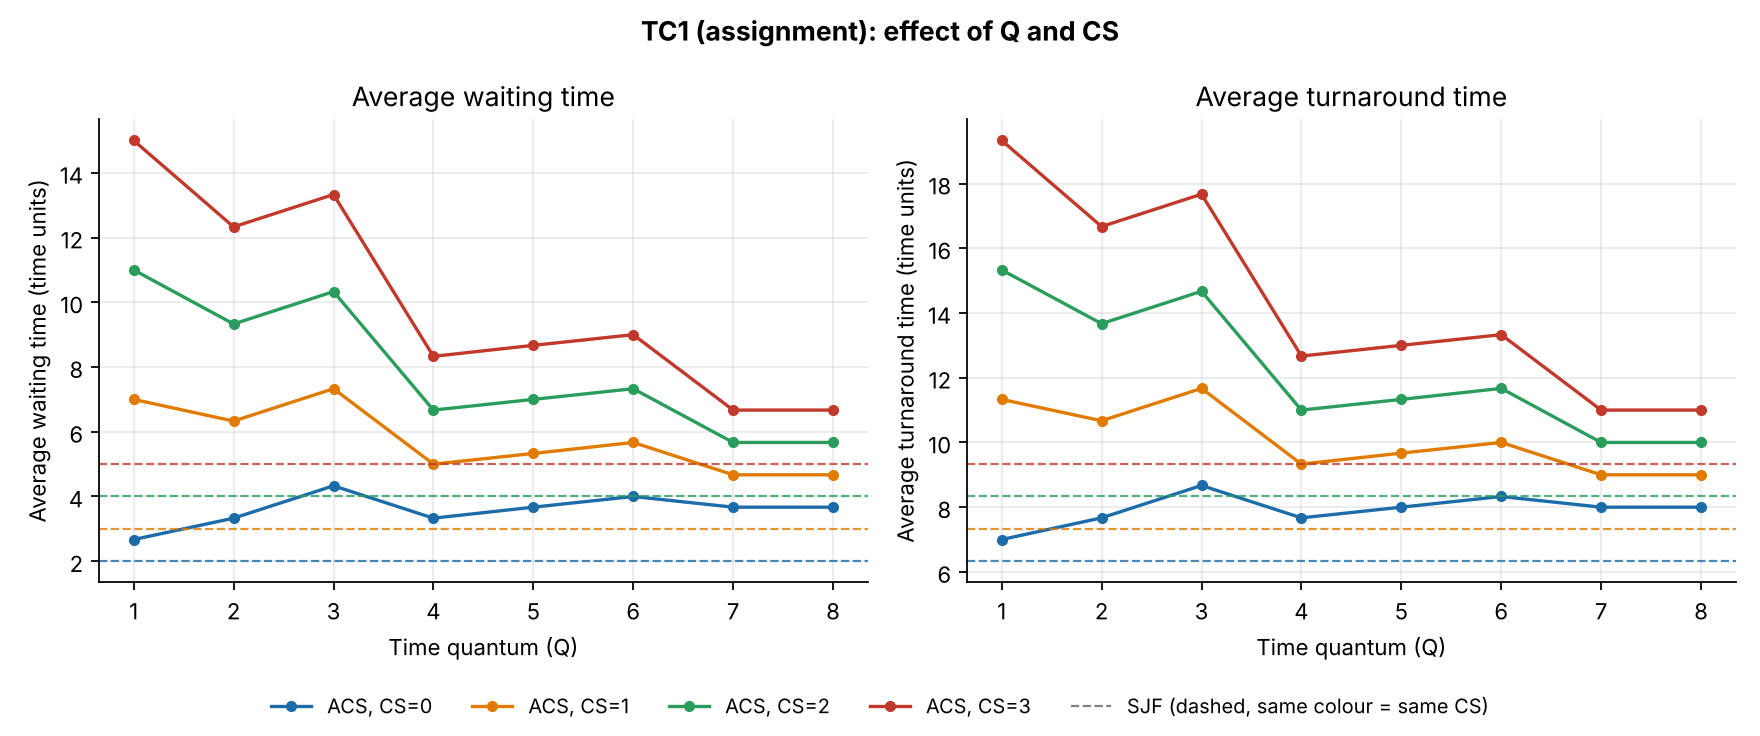 TC1 (assignment): effect of Q and CS
Average waiting time
Average waiting time (time units)
14
12
10
8
6
4
2
1 2 3 4 5 6 7 8
Time quantum (Q)
Average turnaround time
Average turnaround time (time units)
18
16
14
12
10
8
6
1 2 3 4 5 6 7 8
Time quantum (Q)
ACS, CS=0 ACS, CS=1 ACS, CS=2 ACS, CS=3 SJF (dashed, same colour = same CS)